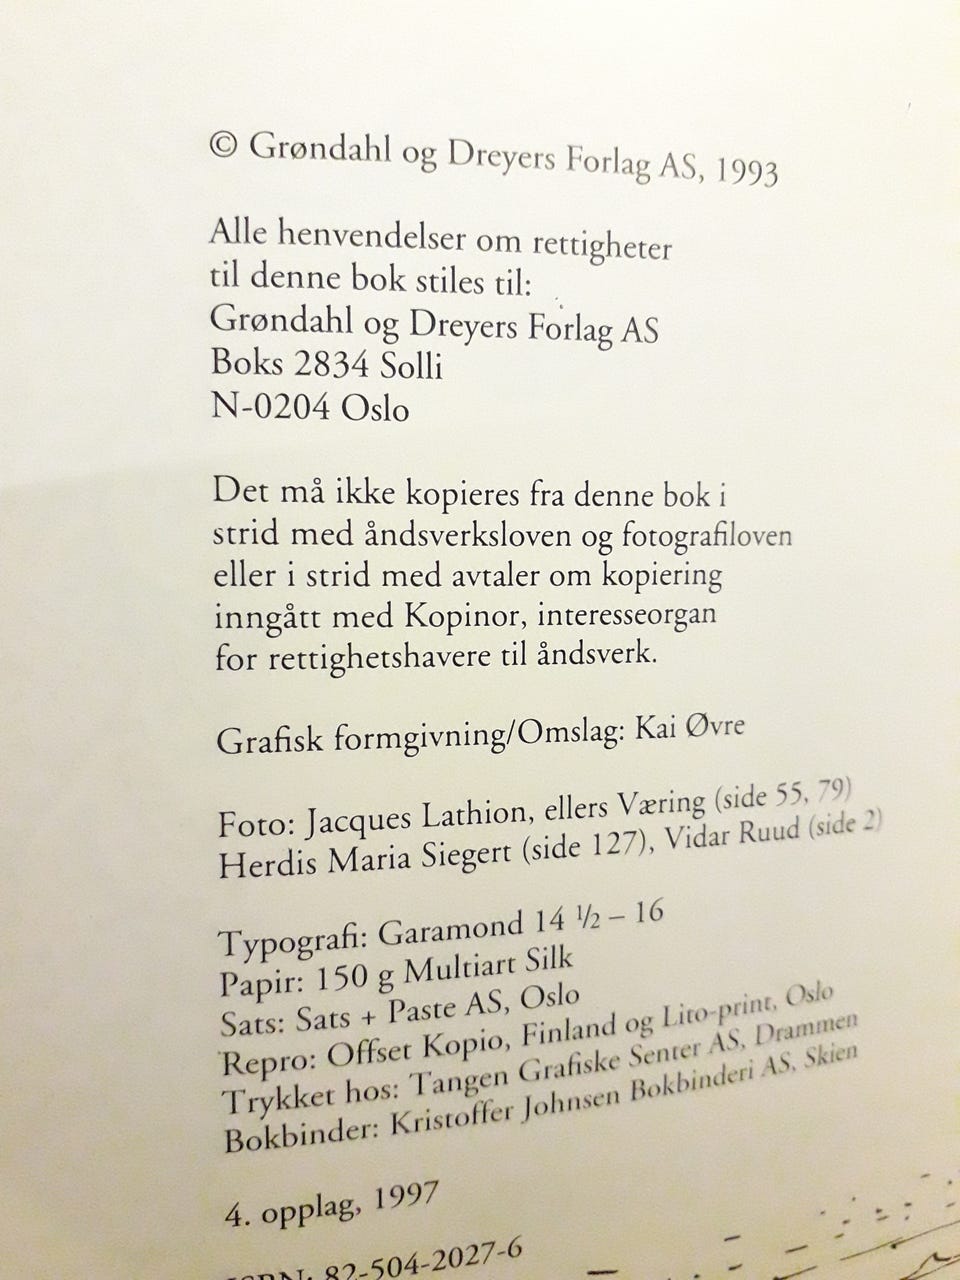 © Grøndahl og Dreyers Forlag AS, 1993
Alle henvendelser om rettigheter
til denne bok stiles til:
Grøndahl og Dreyers Forlag AS
Boks 2834 Solli
N-0204 Oslo
Det må ikke kopieres fra denne bok i
strid med åndsverksloven og fotografiloven
eller i strid med avtaler om kopiering
inngått med Kopinor, interesseorgan
for rettighetshavere til åndsverk.
Grafisk formgivning/Omslag: Kai Øvre
Foto: Jacques Lathion, ellers Væring (side 55, 79)
Herdis Maria Siegert (side 127), Vidar Ruud (side 2)
Typografi: Garamond 14 ½ – 16
Papir: 150 g Multiart Silk
Sats: Sats + Paste AS, Oslo
Repro: Offset Kopio, Finland og Lito-print, Oslo
Trykket hos: Tangen Grafiske Senter AS, Drammen
Bokbinder: Kristoffer Johnsen Bokbinderi AS, Skien
4. opplag, 1997
ISBN: 82-504-2027-6